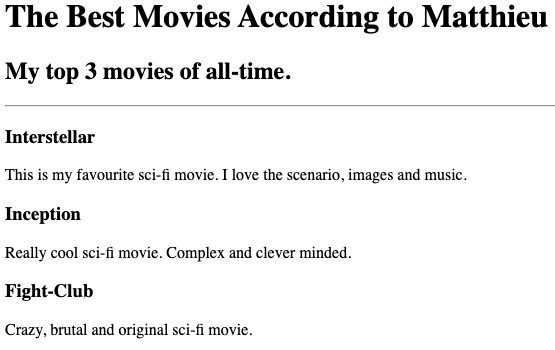 The Best Movies According to Matthieu
My top 3 movies of all-time.
Interstellar
This is my favourite sci-fi movie. I love the scenario, images and music.
Inception
Really cool sci-fi movie. Complex and clever minded.
Fight-Club
Crazy, brutal and original sci-fi movie.